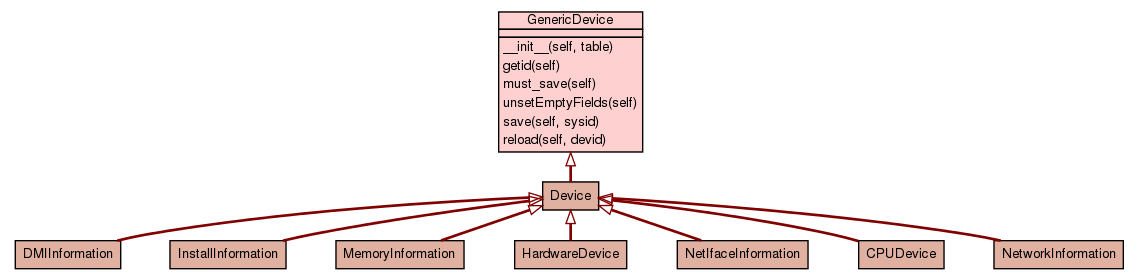 GenericDevice
__init__(self, table)
getid(self)
must_save(self)
unsetEmptyFields(self)
save(self, sysid)
reload(self, devid)
Device
DMIInformation
InstallInformation
MemoryInformation
HardwareDevice
NetIfaceInformation
CPUDevice
NetworkInformation